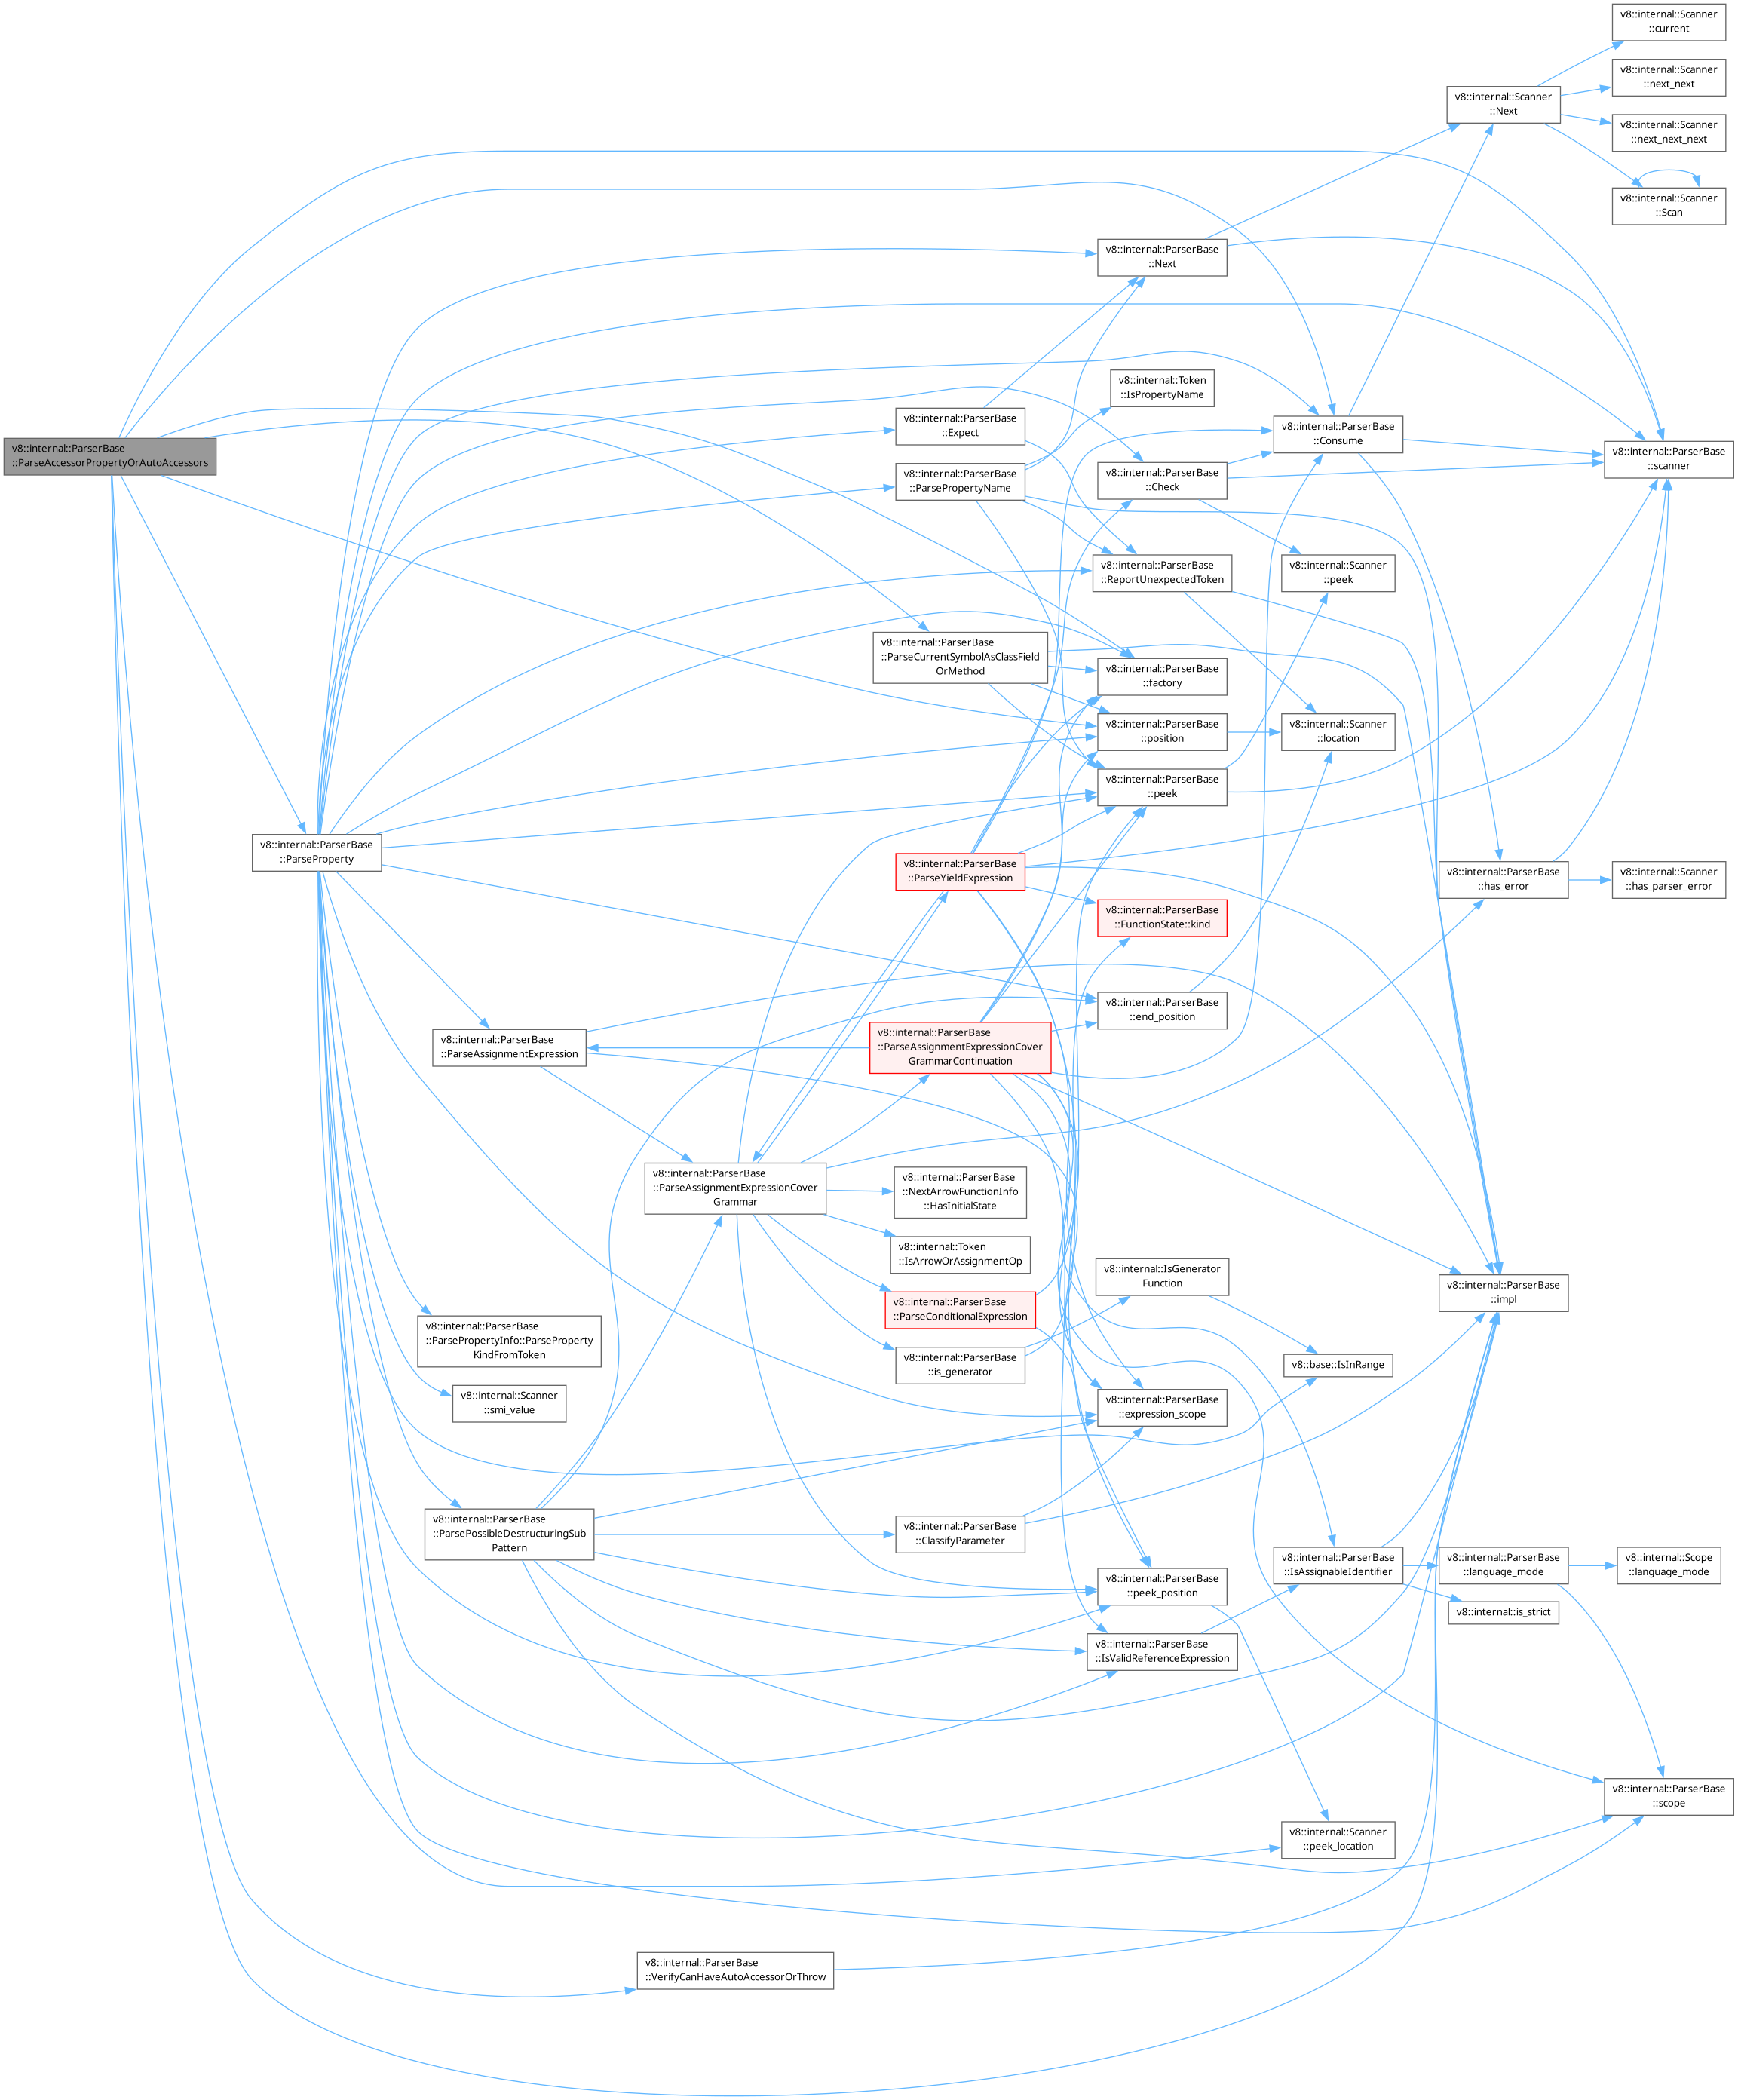 v8::internal::Scanner
::current
v8::internal::Scanner
::next_next
v8::internal::Scanner
::Next
v8::internal::Scanner
::next_next_next
v8::internal::Scanner
::Scan
v8::internal::ParserBase
::Next
v8::internal::Token
::IsPropertyName
v8::internal::ParserBase
::ParseAccessorPropertyOrAutoAccessors
v8::internal::ParserBase
::Expect
v8::internal::ParserBase
::Consume
v8::internal::ParserBase
::scanner
v8::internal::ParserBase
::ParsePropertyName
v8::internal::ParserBase
::Check
v8::internal::ParserBase
::ReportUnexpectedToken
v8::internal::Scanner
::peek
v8::internal::ParserBase
::ParseCurrentSymbolAsClassField
OrMethod
v8::internal::ParserBase
::factory
v8::internal::ParserBase
::position
v8::internal::Scanner
::location
v8::internal::ParserBase
::peek
v8::internal::ParserBase
::ParseProperty
v8::internal::ParserBase
::ParseYieldExpression
v8::internal::ParserBase
::has_error
v8::internal::Scanner
::has_parser_error
v8::internal::ParserBase
::FunctionState::kind
v8::internal::ParserBase
::end_position
v8::internal::ParserBase
::ParseAssignmentExpression
v8::internal::ParserBase
::ParseAssignmentExpressionCover
GrammarContinuation
v8::internal::ParserBase
::ParseAssignmentExpressionCover
Grammar
v8::internal::ParserBase
::NextArrowFunctionInfo
::HasInitialState
v8::internal::Token
::IsArrowOrAssignmentOp
v8::internal::IsGenerator
Function
v8::internal::ParserBase
::impl
v8::internal::ParserBase
::ParseConditionalExpression
v8::internal::ParserBase
::ParsePropertyInfo::ParseProperty
KindFromToken
v8::internal::ParserBase
::is_generator
v8::base::IsInRange
v8::internal::Scanner
::smi_value
v8::internal::ParserBase
::expression_scope
v8::internal::ParserBase
::ParsePossibleDestructuringSub
Pattern
v8::internal::ParserBase
::ClassifyParameter
v8::internal::ParserBase
::IsAssignableIdentifier
v8::internal::ParserBase
::language_mode
v8::internal::Scope
::language_mode
v8::internal::ParserBase
::peek_position
v8::internal::is_strict
v8::internal::ParserBase
::IsValidReferenceExpression
v8::internal::ParserBase
::scope
v8::internal::Scanner
::peek_location
v8::internal::ParserBase
::VerifyCanHaveAutoAccessorOrThrow